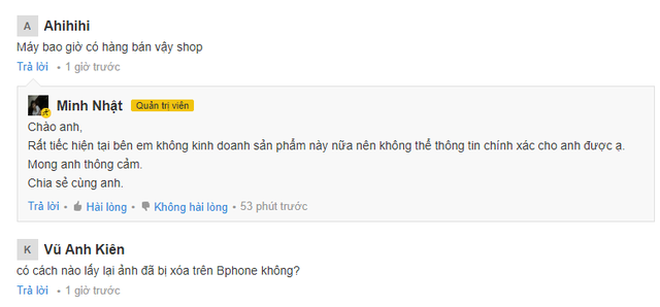 A Ahihihi
Máy bao giờ có hàng bán vậy shop
Trả lời • 1 giờ trước
Minh Nhật Quản trị viên
Chào anh,
Rất tiếc hiện tại bên em không kinh doanh sản phẩm này nữa nên không thể thông tin chính xác cho anh được ạ.
Mong anh thông cảm.
Chia sẻ cùng anh.
Trả lời • Hài lòng • Không hài lòng • 53 phút trước
K Vũ Anh Kiên
có cách nào lấy lại ảnh đã bị xóa trên Bphone không?
Trả lời • 1 giờ trước